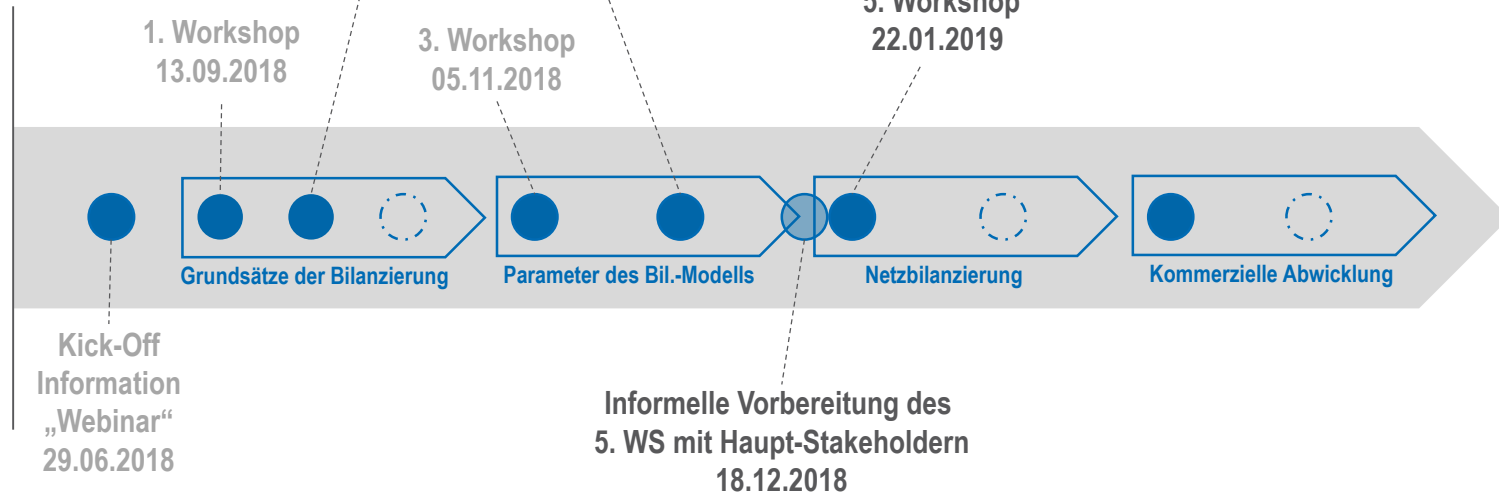 5. Workshop
22.01.2019
1. Workshop
13.09.2018
3. Workshop
05.11.2018
Grundsätze der Bilanzierung
Parameter des Bil.-Modells
Netzbilanzierung
Kommerzielle Abwicklung
Kick-Off
Information
„Webinar“
29.06.2018
Informelle Vorbereitung des
5. WS mit Haupt-Stakeholdern
18.12.2018